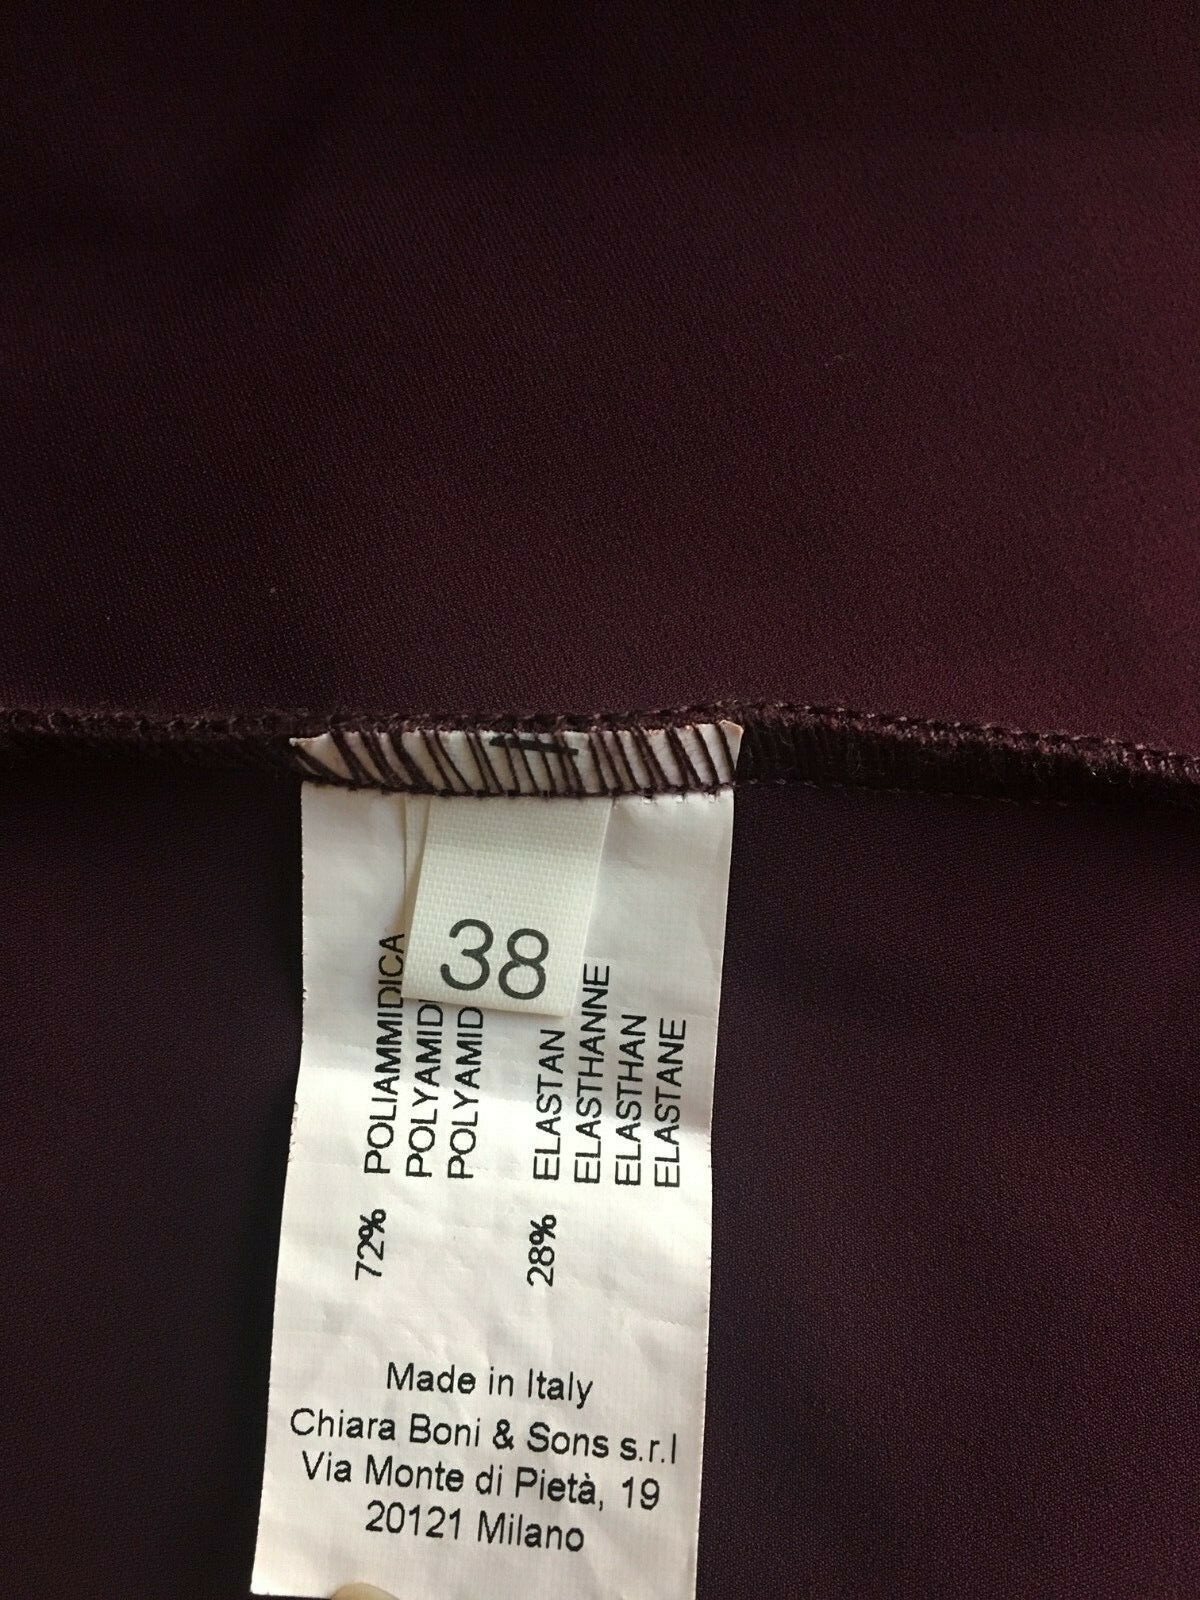 38
72% POLIAMMIDICA
POLYAMID
POLYAMID
28% ELASTAN
ELASTHANNE
ELASTHAN
ELASTANE
Made in Italy
Chiara Boni & Sons s.r.l
Via Monte di Pietà, 19
20121 Milano